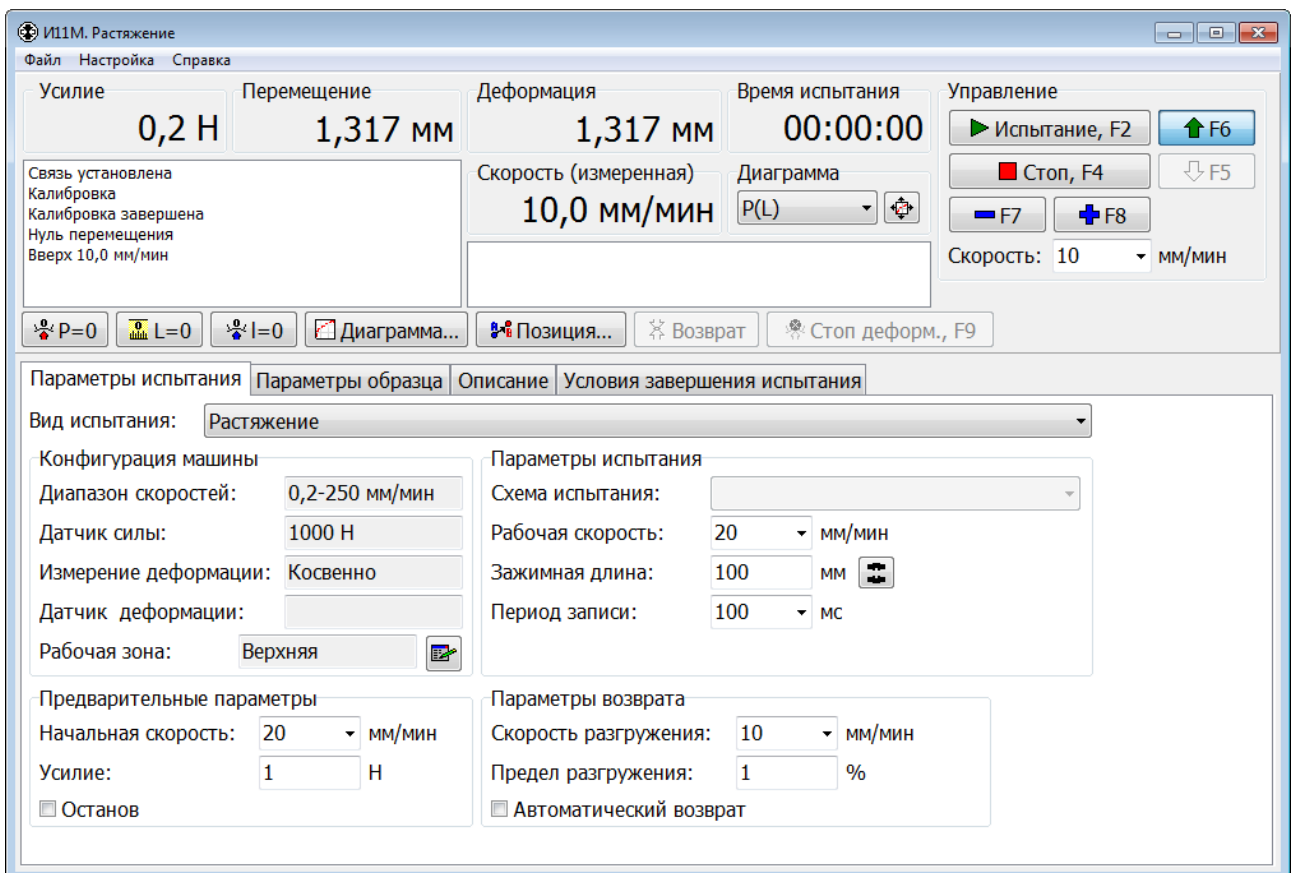 И11М. Растяжение
Файл Настройка Справка
Усилие Перемещение Деформация Время испытания Управление
0,2 Н 1,317 мм 1,317 мм 00:00:00 Испытание, F2 F6
Связь установлена
Калибровка
Калибровка завершена
Нуль перемещения
Вверх 10,0 мм/мин
Скорость (измеренная) Диаграмма Стоп, F4 F5
10,0 мм/мин P(L) F7 F8
Скорость: 10 мм/мин
P=0 L=0 l=0 Диаграмма... Позиция... Возврат Стоп деформ., F9
Параметры испытания Параметры образца Описание Условия завершения испытания
Вид испытания: Растяжение
Конфигурация машины
Диапазон скоростей: 0,2-250 мм/мин
Датчик силы: 1000 Н
Измерение деформации: Косвенно
Датчик деформации:
Рабочая зона: Верхняя
Параметры испытания
Схема испытания:
Рабочая скорость: 20 мм/мин
Зажимная длина: 100 мм
Период записи: 100 мс
Предварительные параметры
Начальная скорость: 20 мм/мин
Усилие: 1 Н
Останов
Параметры возврата
Скорость разгружения: 10 мм/мин
Предел разгружения: 1 %
Автоматический возврат